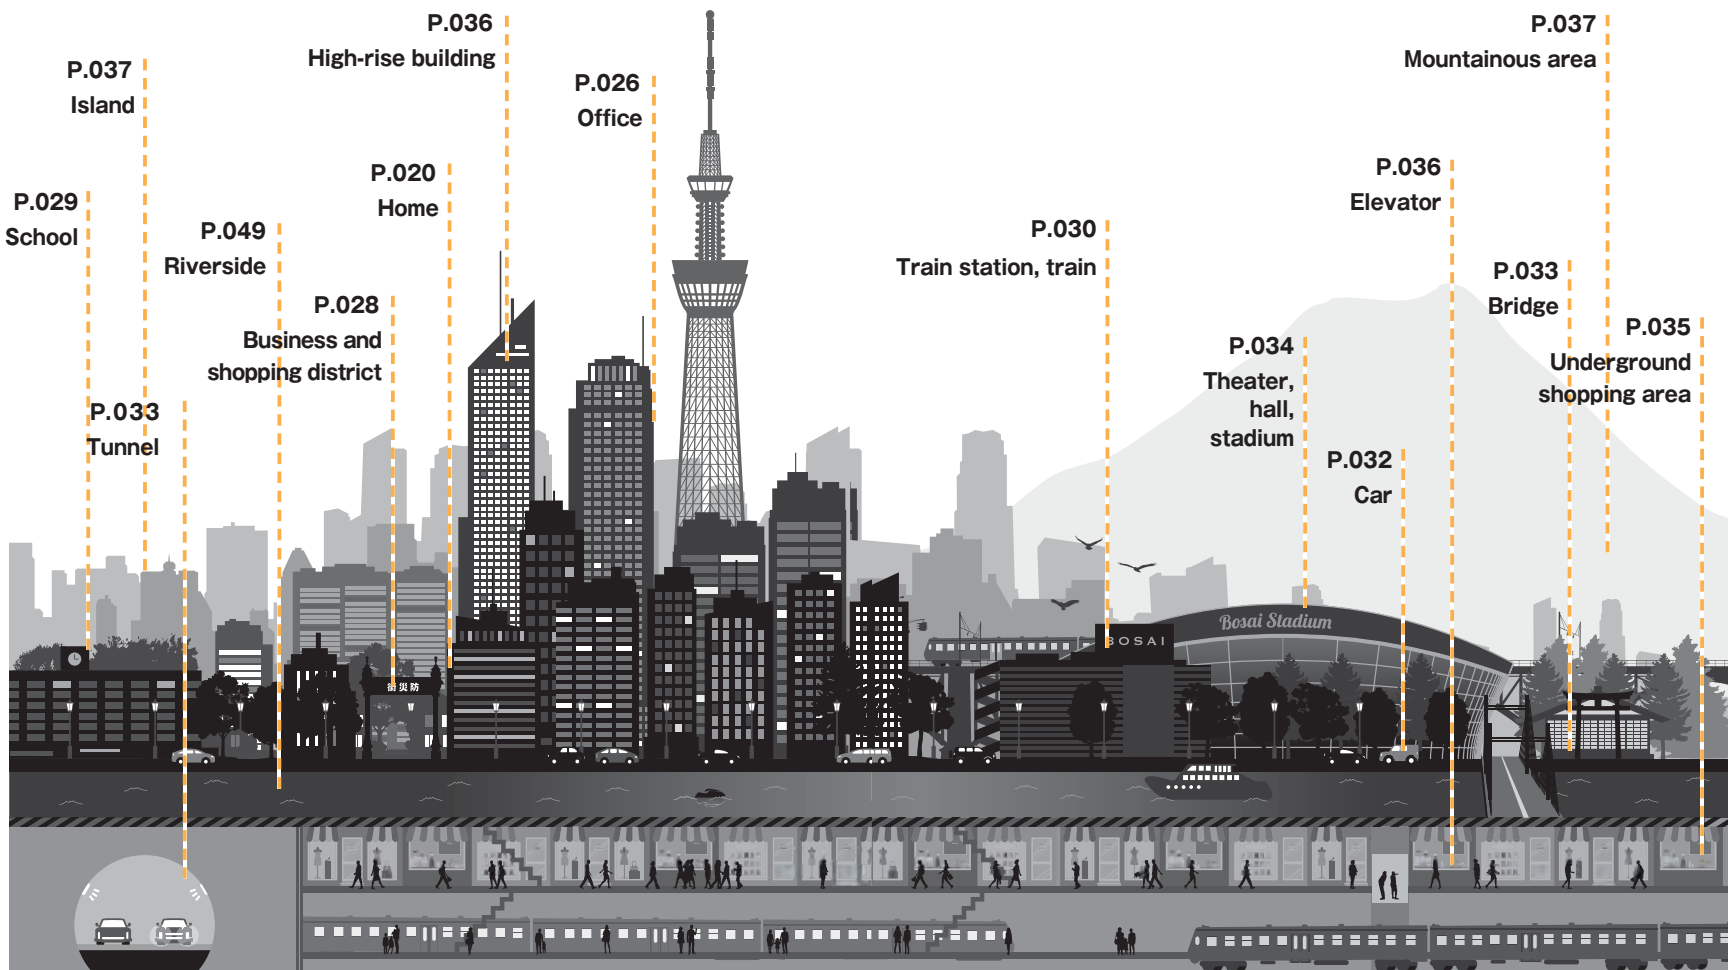 P.036
High-rise building
P.037
Mountainous area
P.037
Island
P.026
Office
P.020
Home
P.036
Elevator
P.029
School
P.049
Riverside
P.030
Train station, train
P.033
Bridge
P.028
Business and
shopping district
P.034
Theater,
hall,
stadium
P.035
Underground
shopping area
P.033
Tunnel
P.032
Car
Bosai Stadium
BOSAI
街災防